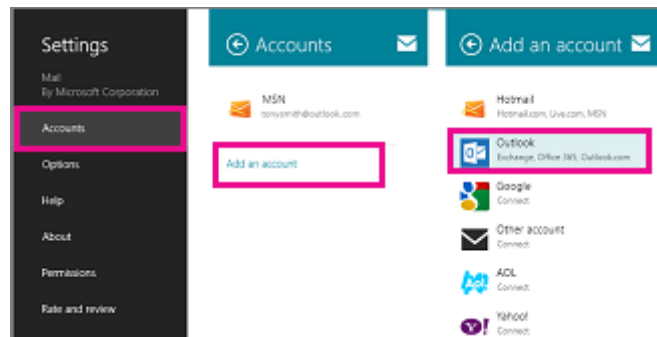 Settings
Mail
By Microsoft Corporation
Accounts
Options
Help
About
Permissions
Rate and review
Accounts
MSN
tonysmith@outlook.com
Add an account
Add an account
Hotmail
Hotmail.com, Live.com, MSN
Outlook
Exchange, Office 365, Outlook.com
Google
Connect
Other account
Connect
AOL
Connect
Yahoo!
Connect